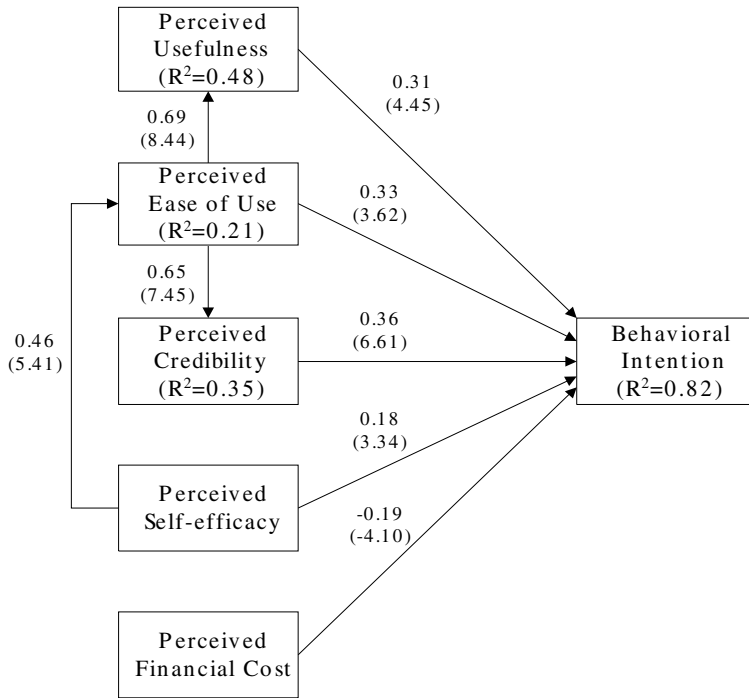 Perceived
Usefulness
(R²=0.48)
0.31
(4.45)
0.69
(8.44)
Perceived
Ease of Use
(R²=0.21)
0.33
(3.62)
0.65
(7.45)
0.46
(5.41)
Perceived
Credibility
(R²=0.35)
0.36
(6.61)
Behavioral
Intention
(R²=0.82)
0.18
(3.34)
Perceived
Self-efficacy
-0.19
(-4.10)
Perceived
Financial Cost